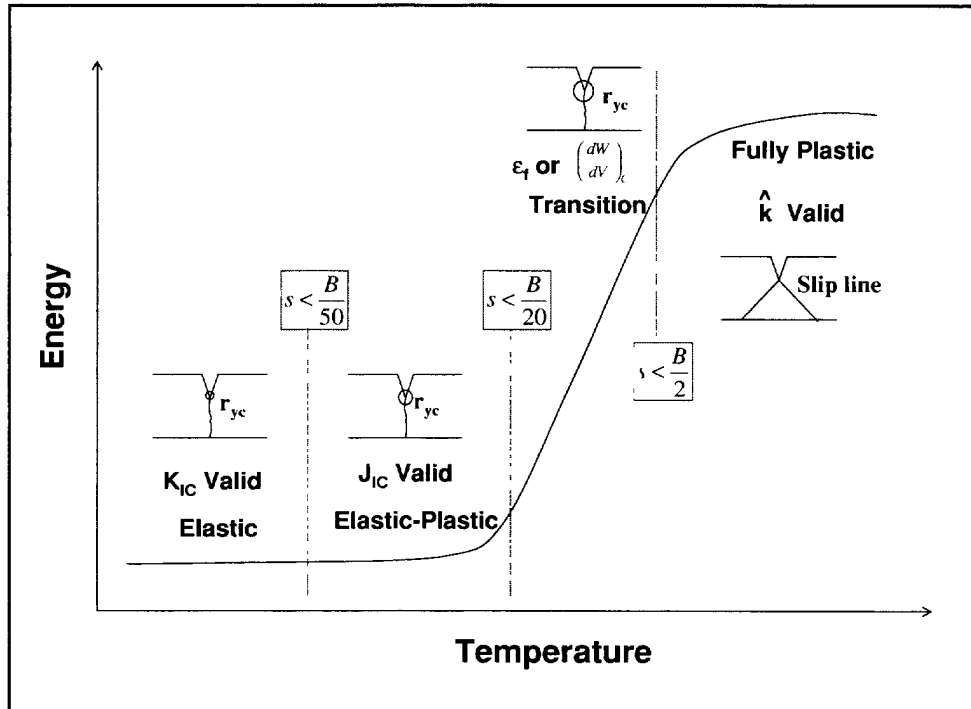 r_yc
ε_f or (dW/dV)_c
Transition
Fully Plastic
k̂ Valid
Slip line
s < B/50
s < B/20
s < B/2
r_yc
K_IC Valid
Elastic
r_yc
J_IC Valid
Elastic-Plastic
Energy
Temperature